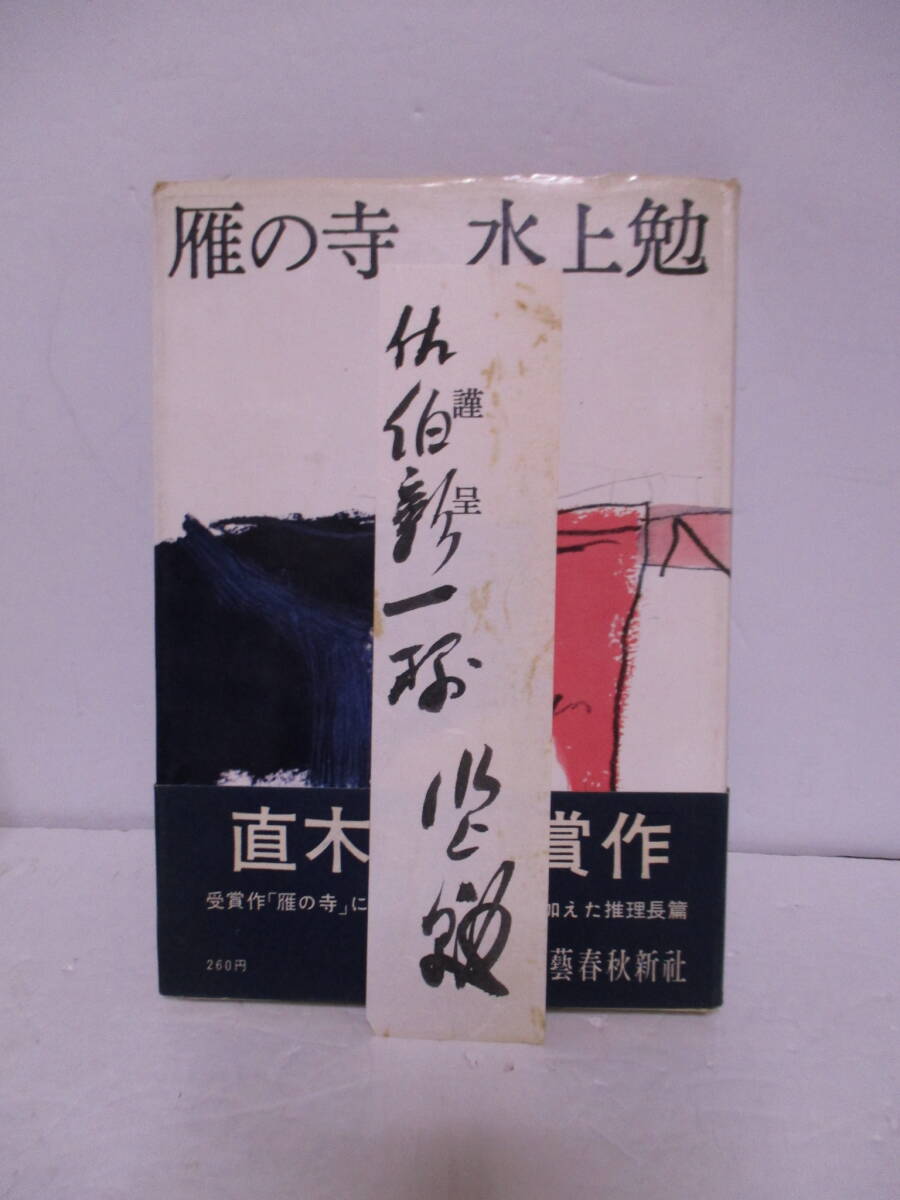 雁の寺 水上勉
謹呈
佐伯新一様
水上勉
直木
賞作
受賞作「雁の寺」に
加えた推理長篇
260円
藝春秋新社